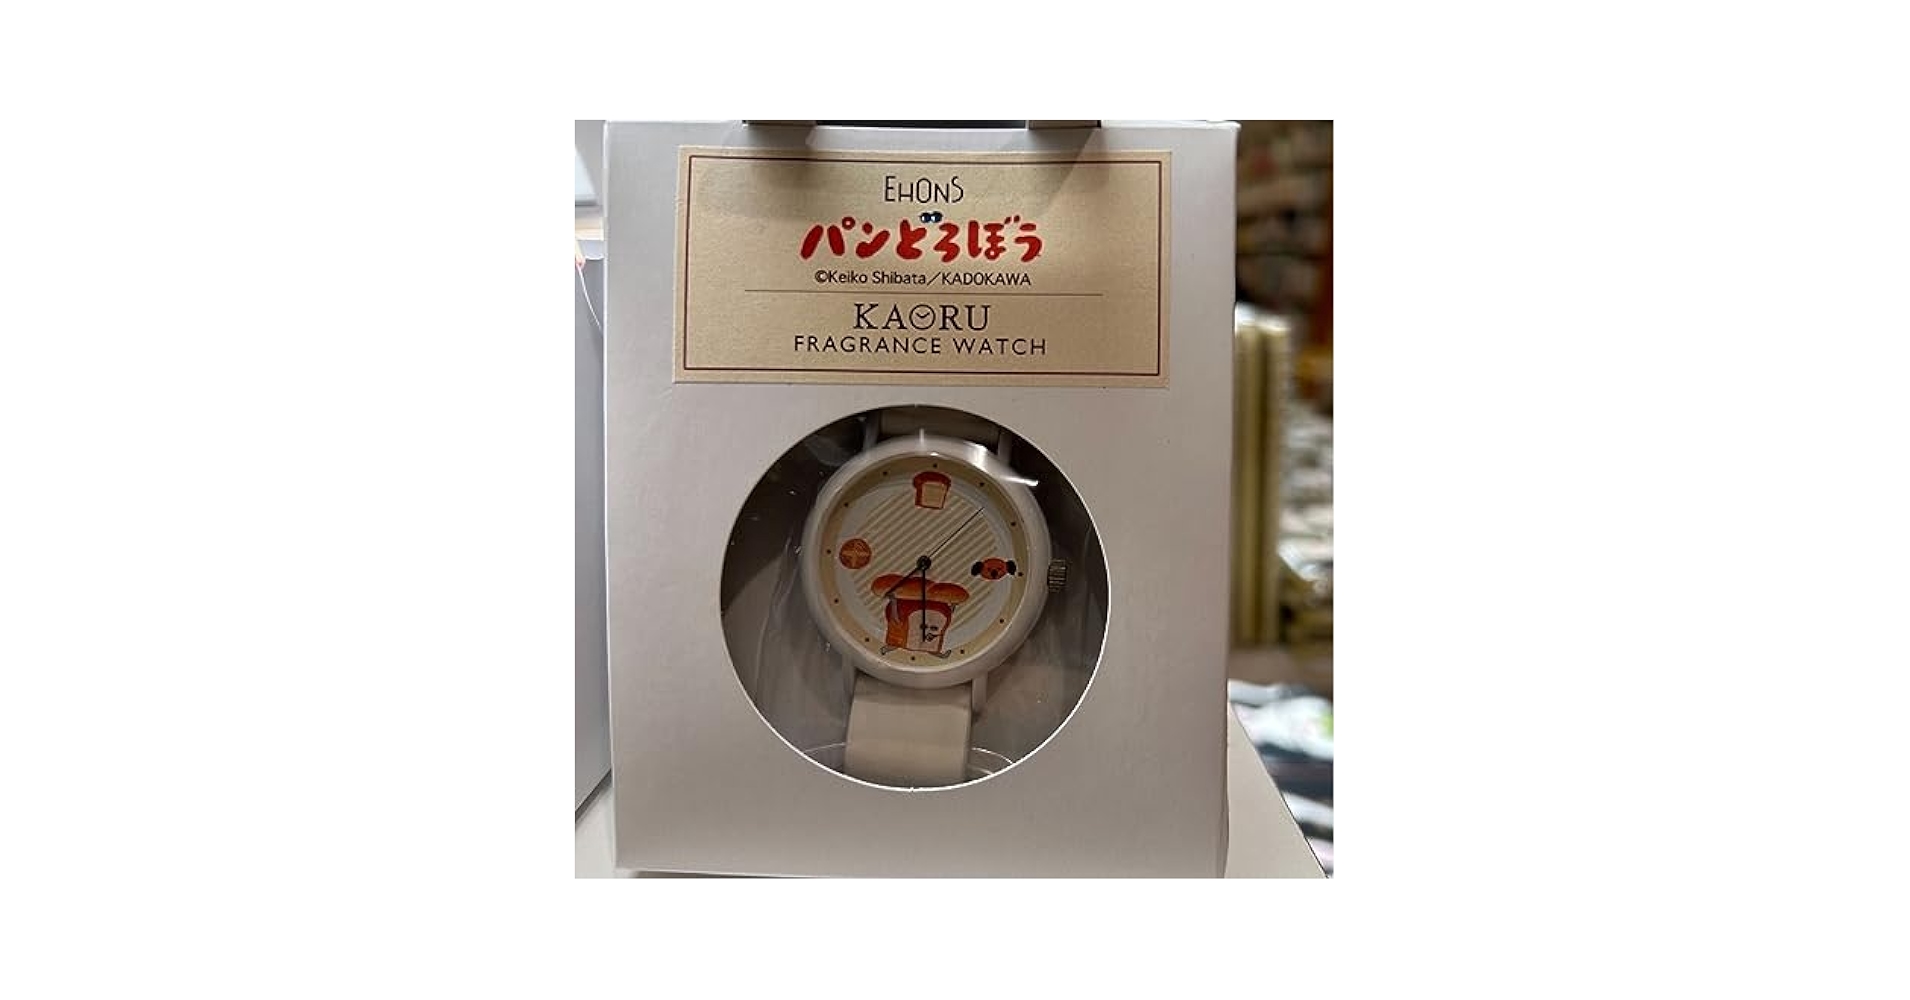 EHONS
パンどろぼう
©Keiko Shibata／KADOKAWA
KAORU
FRAGRANCE WATCH